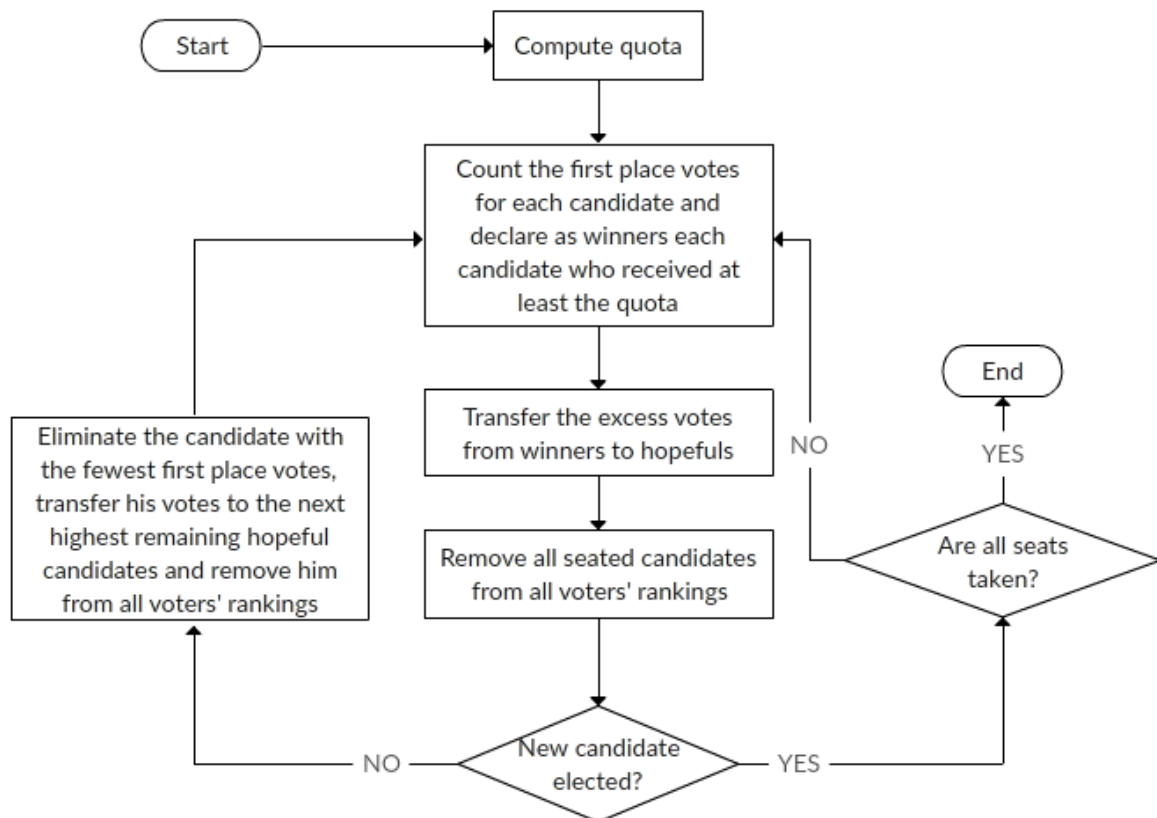 Start
Compute quota
Count the first place votes
for each candidate and
declare as winners each
candidate who received at
least the quota
Transfer the excess votes
from winners to hopefuls
Remove all seated candidates
from all voters' rankings
New candidate
elected?
NO
Eliminate the candidate with
the fewest first place votes,
transfer his votes to the next
highest remaining hopeful
candidates and remove him
from all voters' rankings
YES
Are all seats
taken?
NO
YES
End